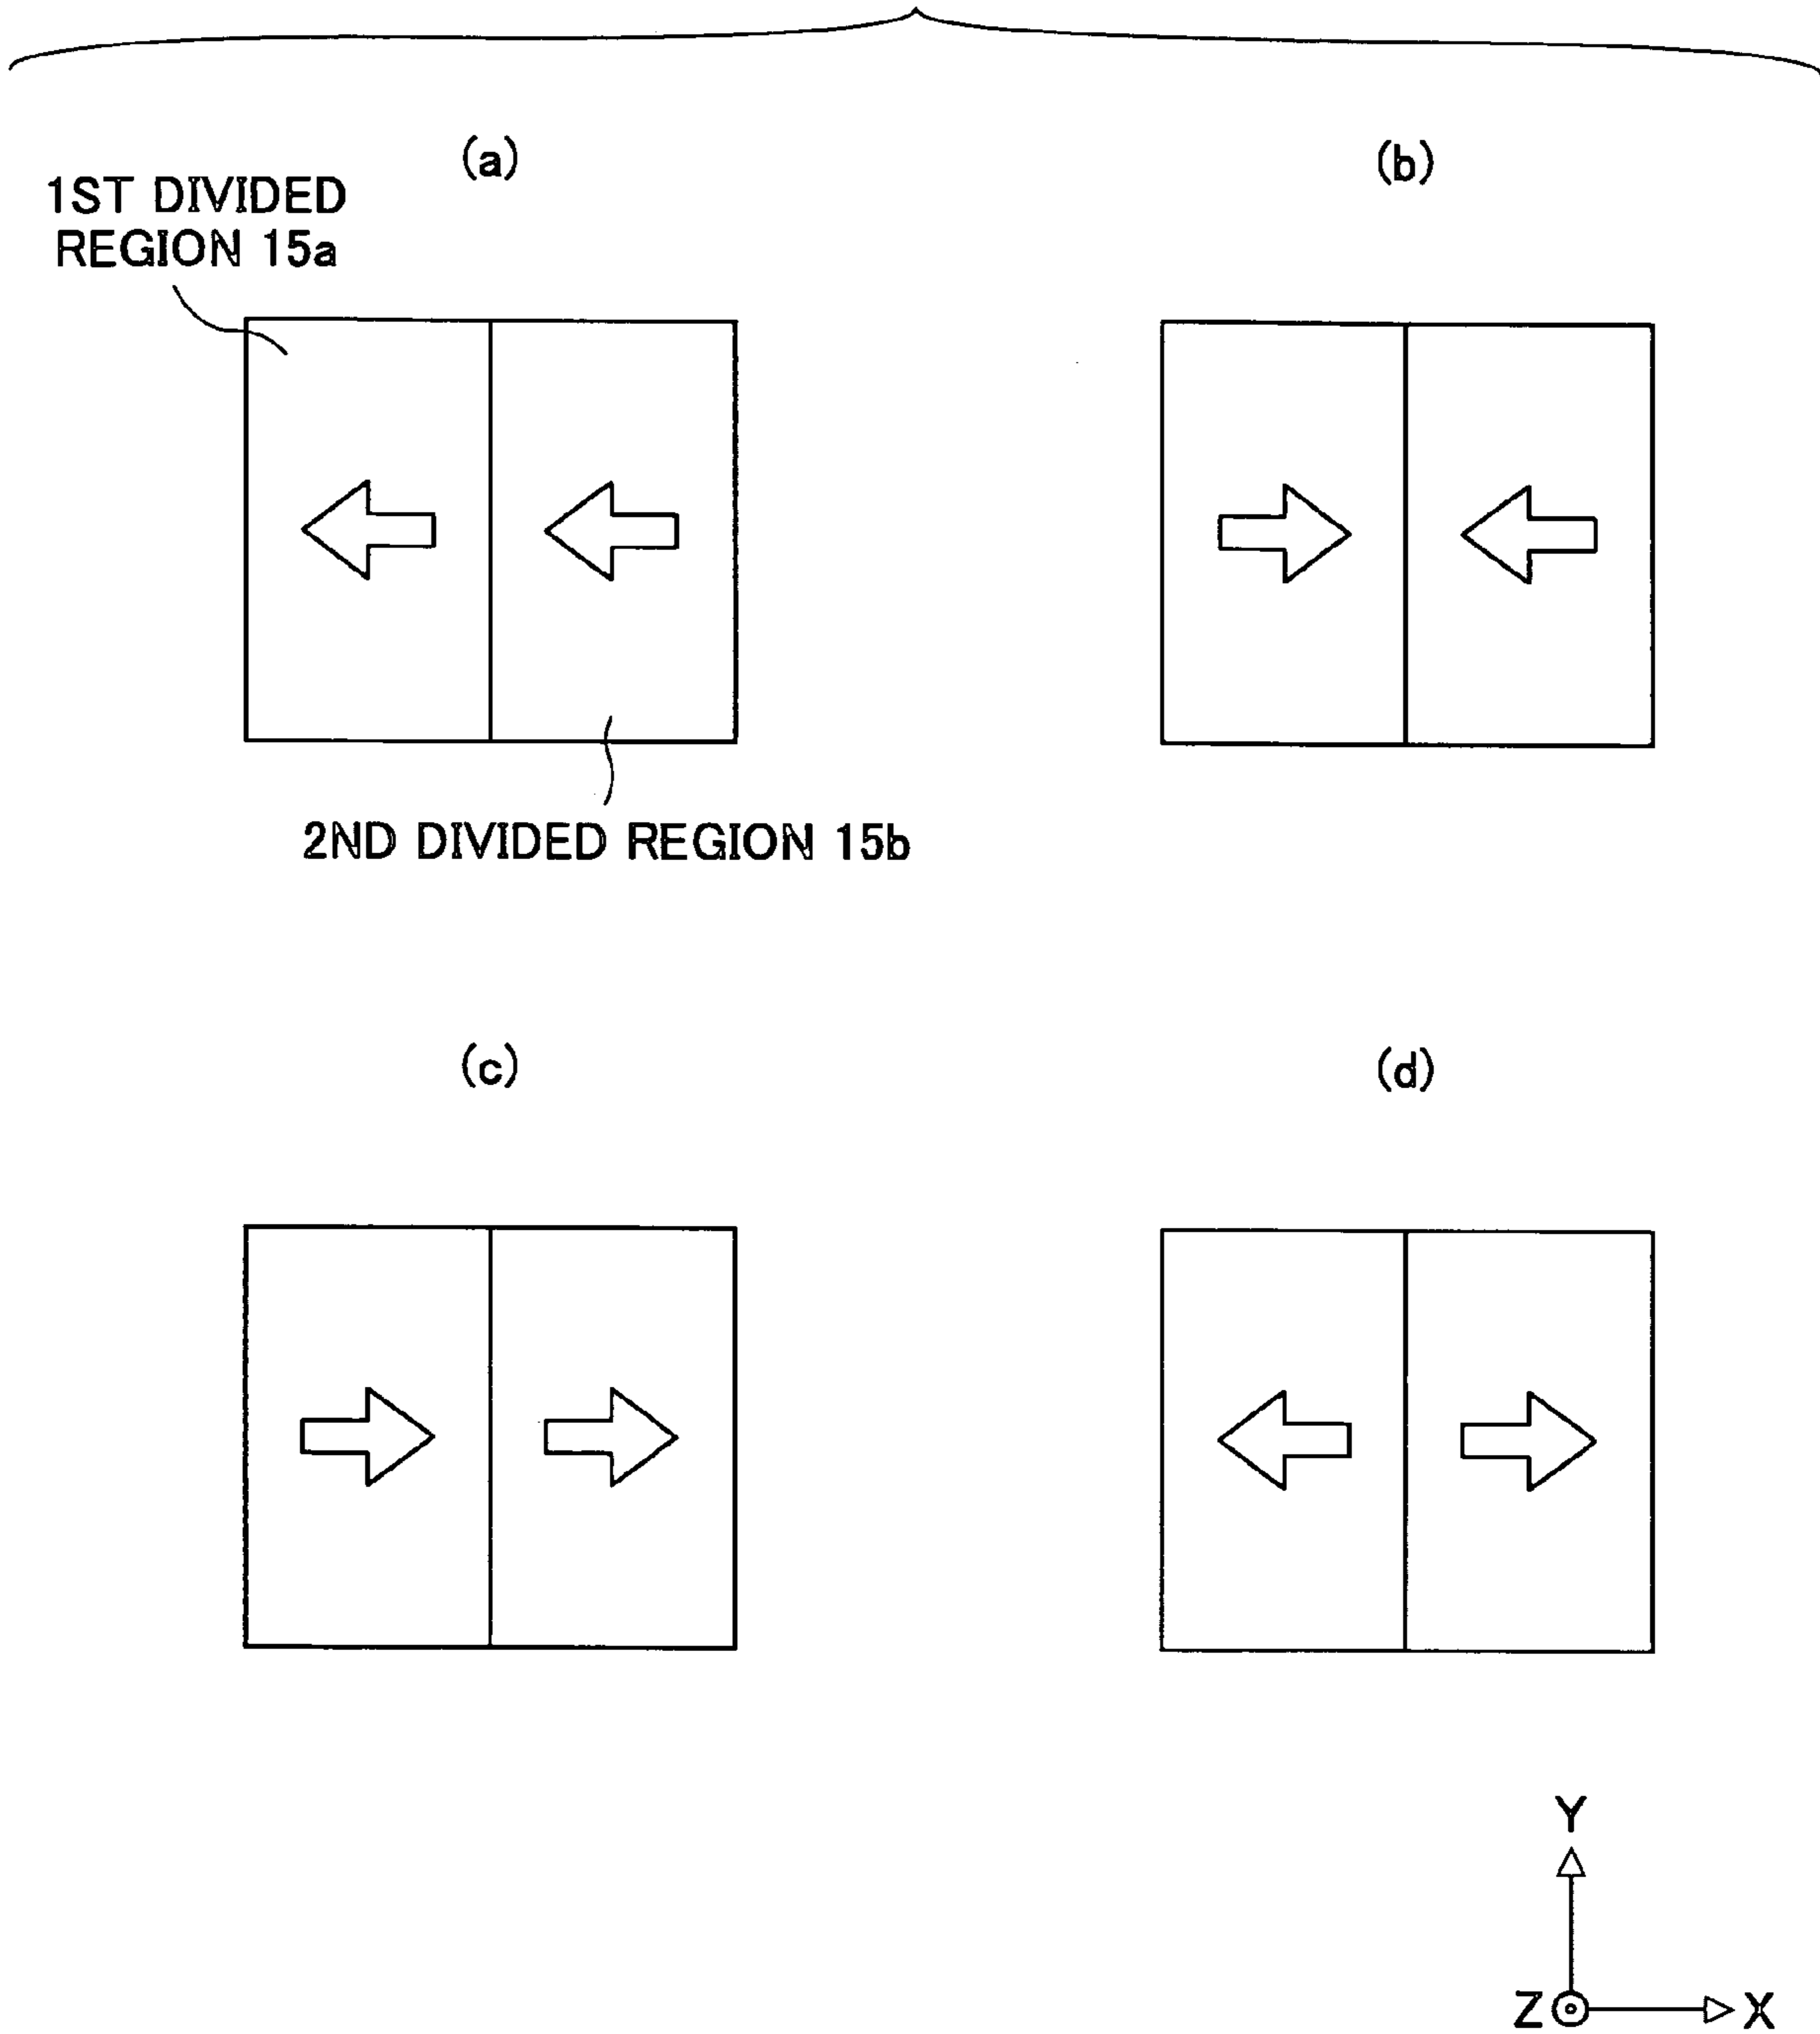 (a)
(b)
1ST DIVIDED
REGION 15a
2ND DIVIDED REGION 15b
(c)
(d)
Y
Z
X